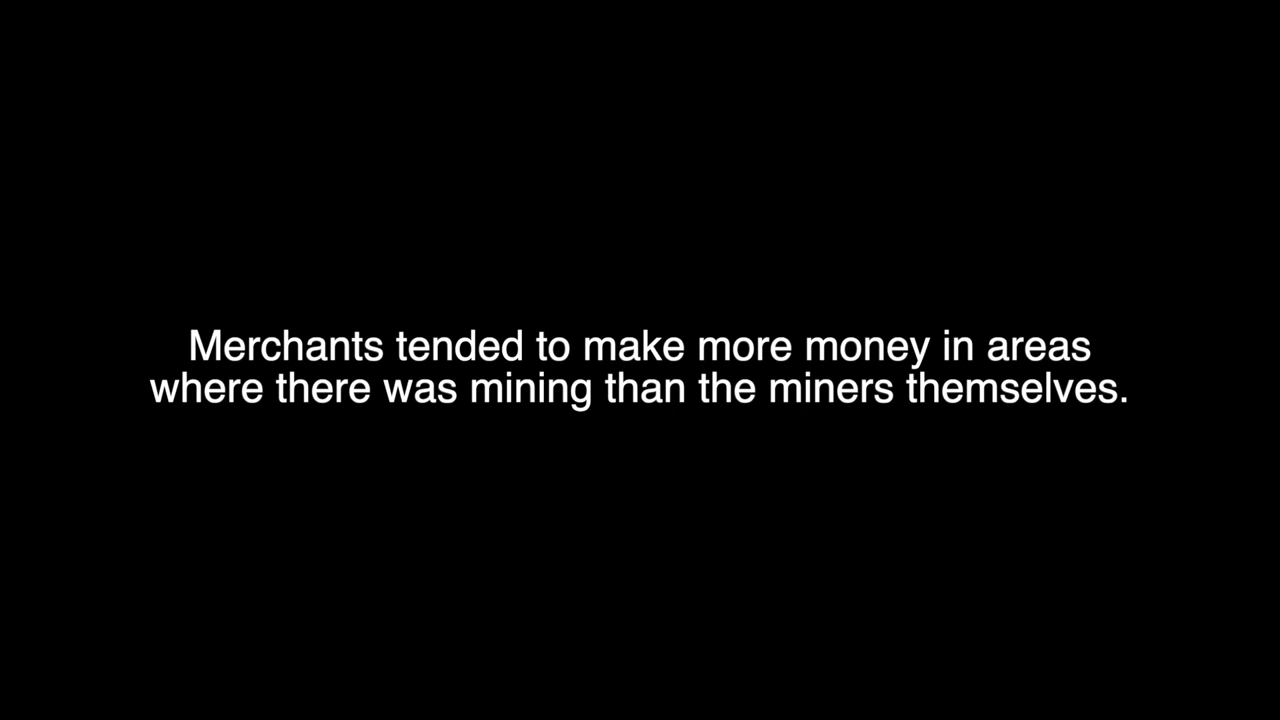 Merchants tended to make more money in areas
where there was mining than the miners themselves.